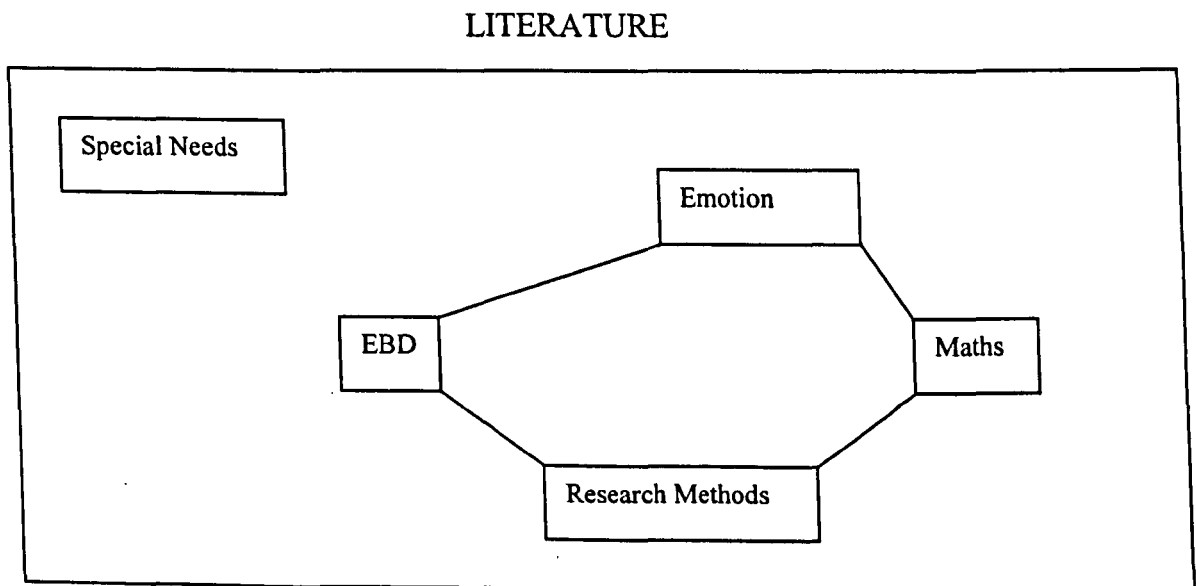 LITERATURE
Special Needs
Emotion
EBD
Maths
Research Methods